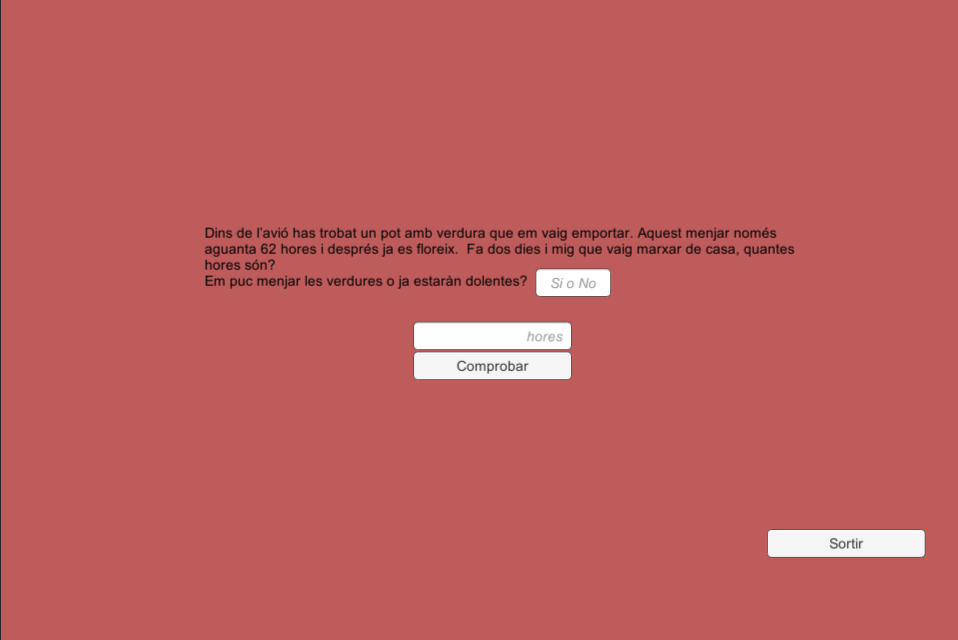 Dins de l'avió has trobat un pot amb verdura que em vaig emportar. Aquest menjar només
aguanta 62 hores i després ja es floreix.  Fa dos dies i mig que vaig marxar de casa, quantes
hores són?
Em puc menjar les verdures o ja estaràn dolentes? Si o No
hores
Comprobar
Sortir